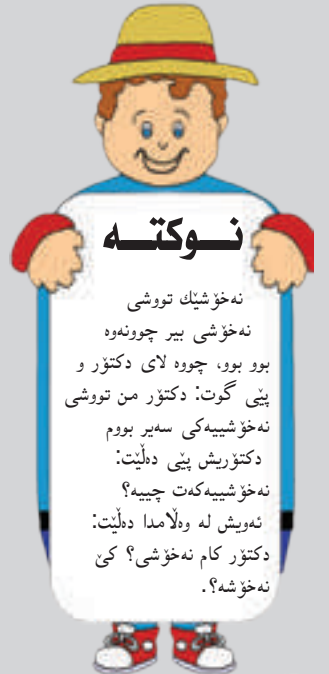 نـــوكتـــه
نەخۆشێك تووشی
نەخۆشی بیر چوونەوە
بوو بوو، چووە لای دكتۆر و
پێی گوت: دكتۆر من تووشی
نەخۆشییەكی سەیر بووم
دكتۆریش پێی دەڵێت:
نەخۆشییەكەت چییە؟
ئەویش لە وەڵامدا دەڵێت:
دكتۆر كام نەخۆشی؟ كێ
نەخۆشە؟.